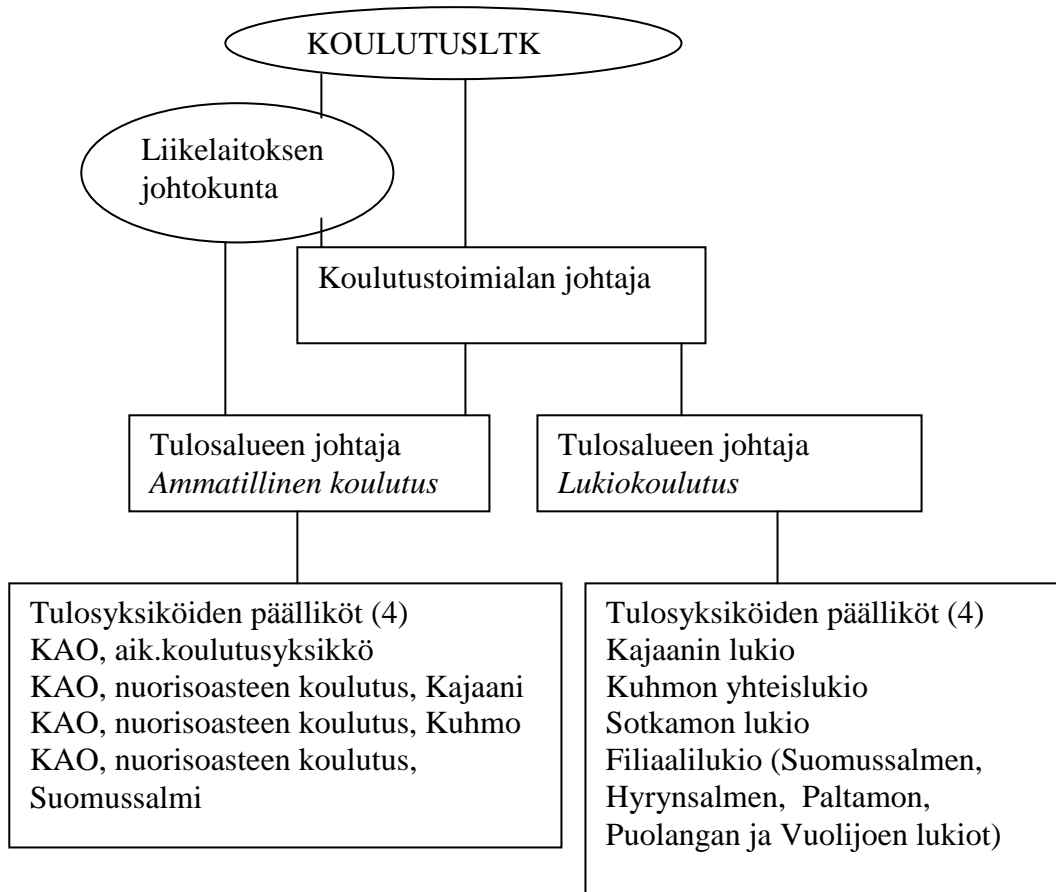 KOULUTUSLTK
Liikelaitoksen
johtokunta
Koulutustoimialan johtaja
Tulosalueen johtaja
Ammatillinen koulutus
Tulosalueen johtaja
Lukiokoulutus
Tulosyksiköiden päälliköt (4)
KAO, aik.koulutusyksikkö
KAO, nuorisoasteen koulutus, Kajaani
KAO, nuorisoasteen koulutus, Kuhmo
KAO, nuorisoasteen koulutus,
Suomussalmi
Tulosyksiköiden päälliköt (4)
Kajaanin lukio
Kuhmon yhteislukio
Sotkamon lukio
Filiaalilukio (Suomussalmen,
Hyrynsalmen, Paltamon,
Puolangan ja Vuolijoen lukiot)